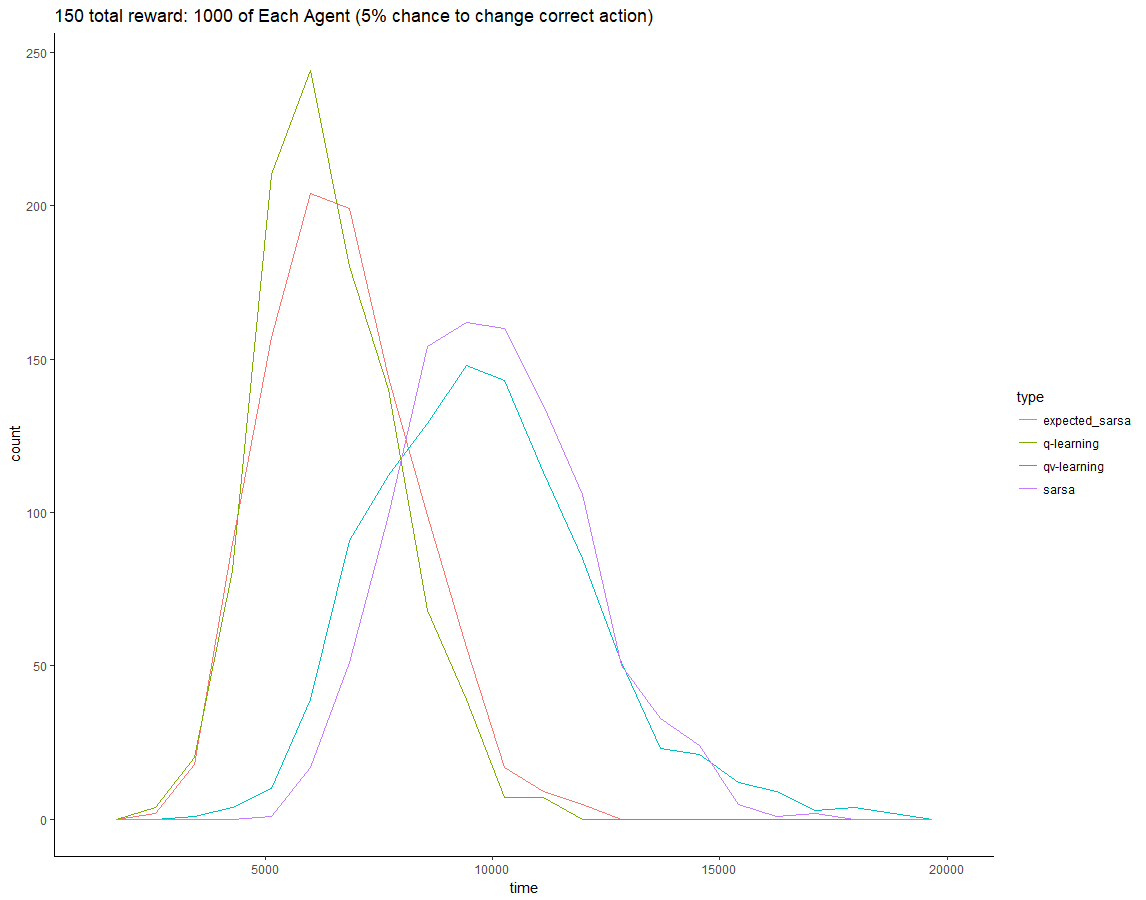 150 total reward: 1000 of Each Agent (5% chance to change correct action)
250
200
150
100
50
0
count
5000
10000
15000
20000
time
type
expected_sarsa
q-learning
qv-learning
sarsa